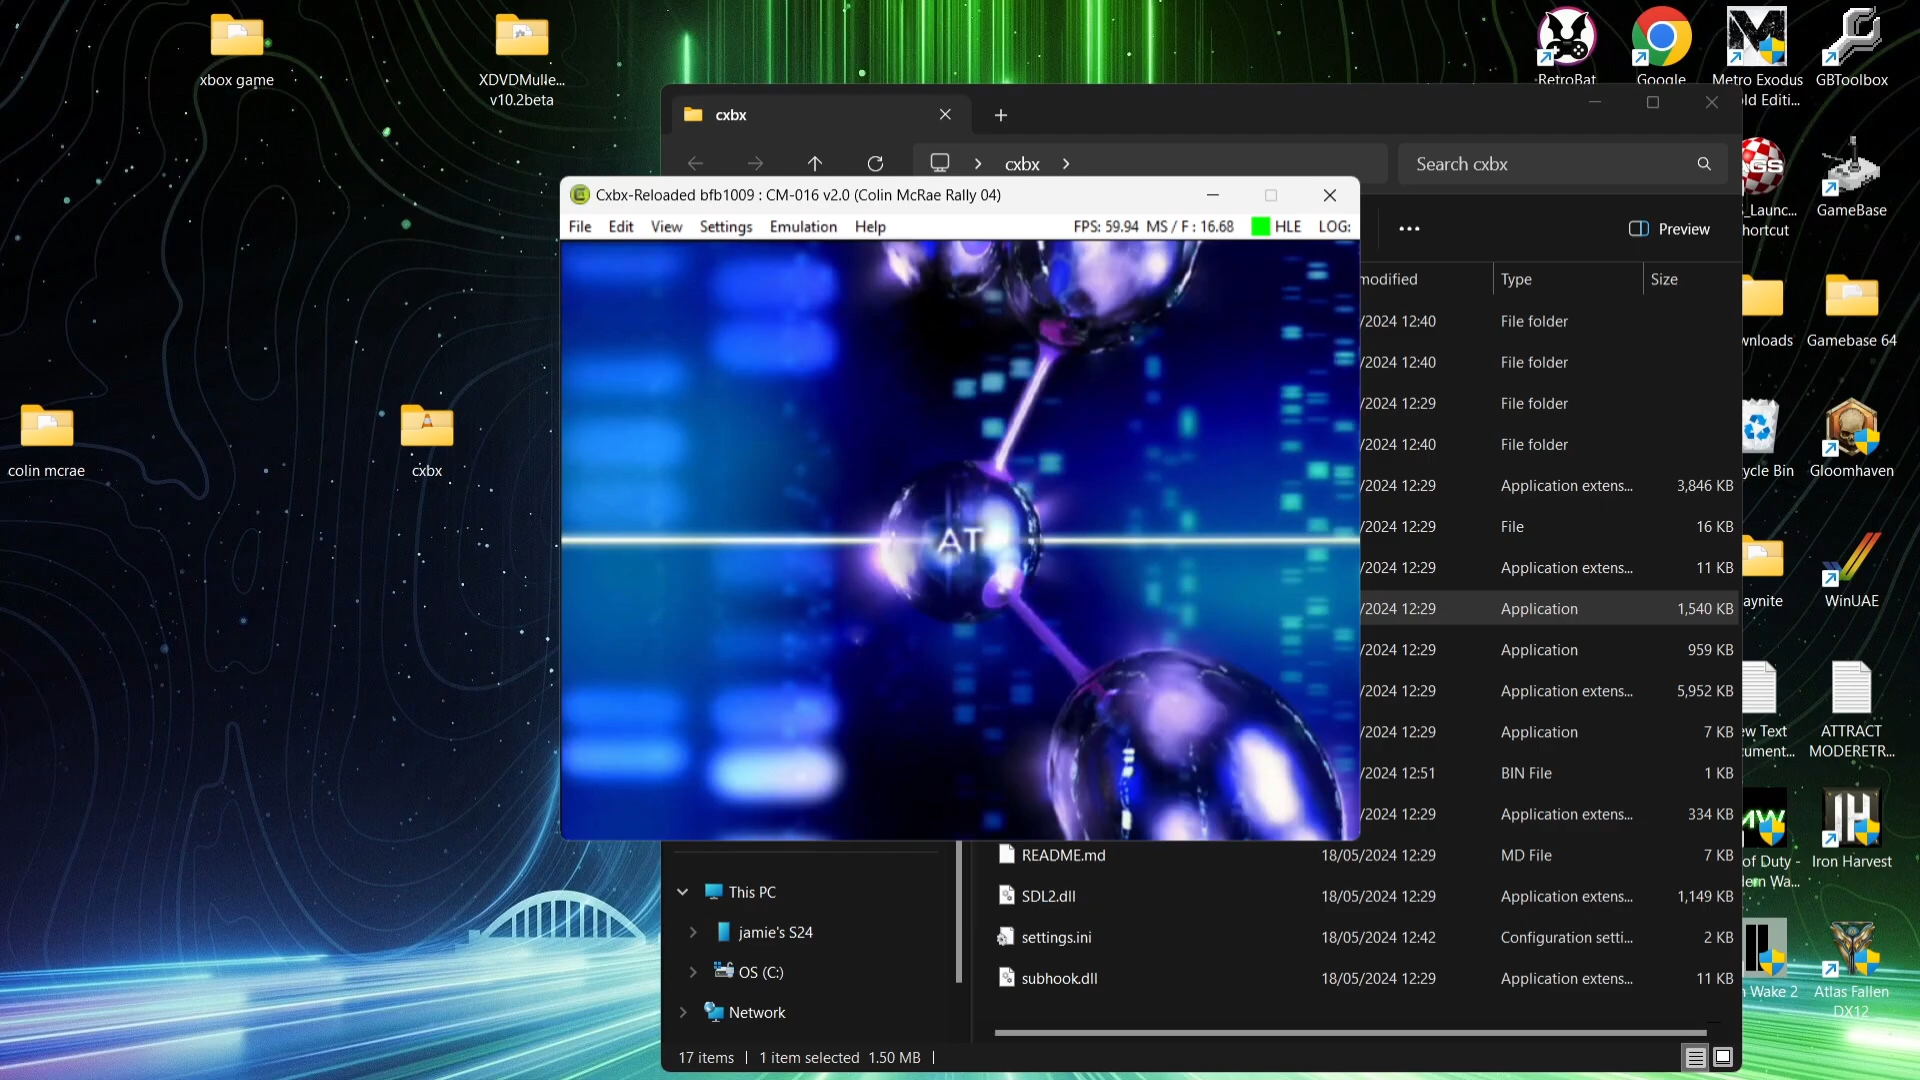 xbox game
XDVDMulle...
v10.2beta
RetroBat
Google
Metro Exodus
ld Editi...
GBToolbox
cxbx
cxbx
Search cxbx
Cxbx-Reloaded bfb1009 : CM-016 v2.0 (Colin McRae Rally 04)
File Edit View Settings Emulation Help FPS: 59.94 MS / F : 16.68 HLE LOG:
Preview
modified Type Size
/2024 12:40 File folder
/2024 12:40 File folder
/2024 12:29 File folder
/2024 12:40 File folder
/2024 12:29 Application extens... 3,846 KB
/2024 12:29 File 16 KB
/2024 12:29 Application extens... 11 KB
/2024 12:29 Application 1,540 KB
/2024 12:29 Application 959 KB
/2024 12:29 Application extens... 5,952 KB
/2024 12:29 Application 7 KB
/2024 12:51 BIN File 1 KB
/2024 12:29 Application extens... 334 KB
README.md 18/05/2024 12:29 MD File 7 KB
SDL2.dll 18/05/2024 12:29 Application extens... 1,149 KB
settings.ini 18/05/2024 12:42 Configuration setti... 2 KB
subhook.dll 18/05/2024 12:29 Application extens... 11 KB
AT
This PC
jamie's S24
OS (C:)
Network
17 items | 1 item selected 1.50 MB |
colin mcrae
cxbx
GS
_Launc...
hortcut
GameBase
wnloads
Gamebase 64
ycle Bin
Gloomhaven
aynite
WinUAE
ew Text
cument...
ATTRACT
MODERETR...
MW
of Duty -
ern Wa...
IH
Iron Harvest
n Wake 2
Atlas Fallen
DX12